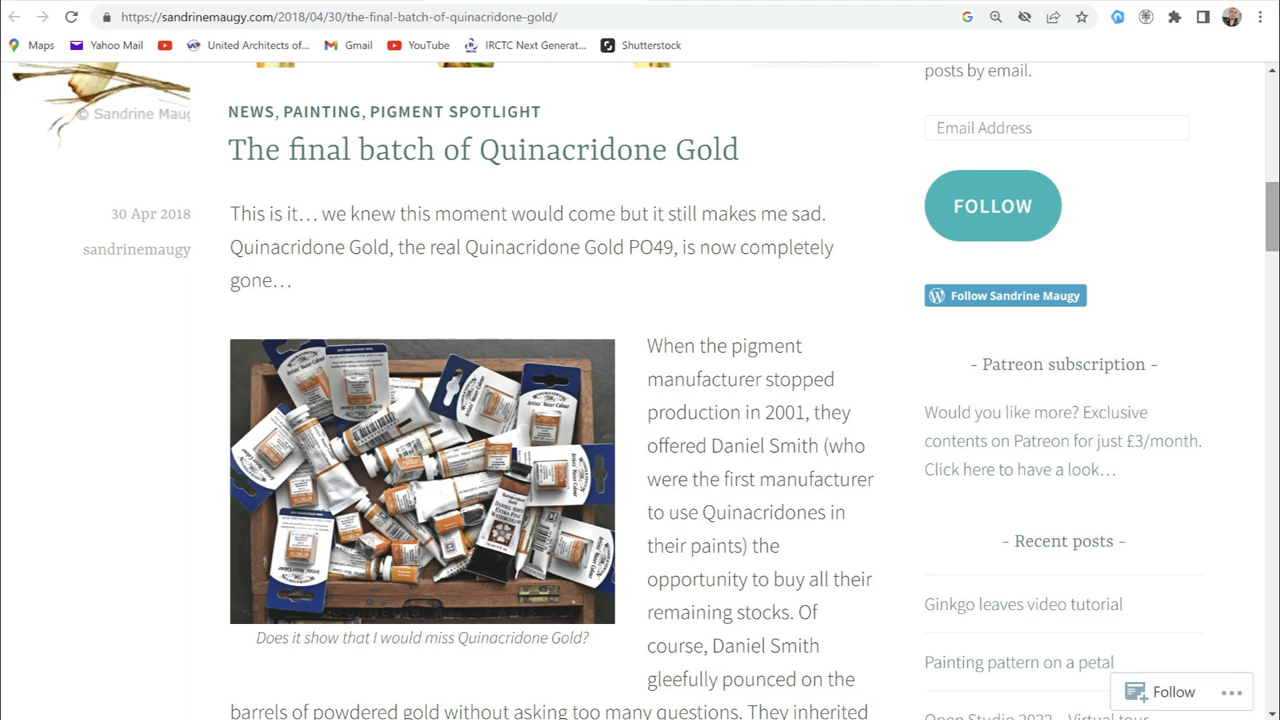 https://sandrinemaugy.com/2018/04/30/the-final-batch-of-quinacridone-gold/
Maps
Yahoo Mail
United Architects of...
Gmail
YouTube
IRCTC Next Generat...
Shutterstock
© Sandrine Maug
NEWS, PAINTING, PIGMENT SPOTLIGHT
The final batch of Quinacridone Gold
30 Apr 2018
sandrinemaugy
This is it… we knew this moment would come but it still makes me sad.
Quinacridone Gold, the real Quinacridone Gold PO49, is now completely
gone…
When the pigment
manufacturer stopped
production in 2001, they
offered Daniel Smith (who
were the first manufacturer
to use Quinacridones in
their paints) the
opportunity to buy all their
remaining stocks. Of
course, Daniel Smith
gleefully pounced on the
barrels of powdered gold without asking too many questions. They inherited
Does it show that I would miss Quinacridone Gold?
posts by email.
Email Address
FOLLOW
Follow Sandrine Maugy
- Patreon subscription -
Would you like more? Exclusive
contents on Patreon for just £3/month.
Click here to have a look…
- Recent posts -
Ginkgo leaves video tutorial
Painting pattern on a petal
Open Studio 2022 – Virtual tour
Follow